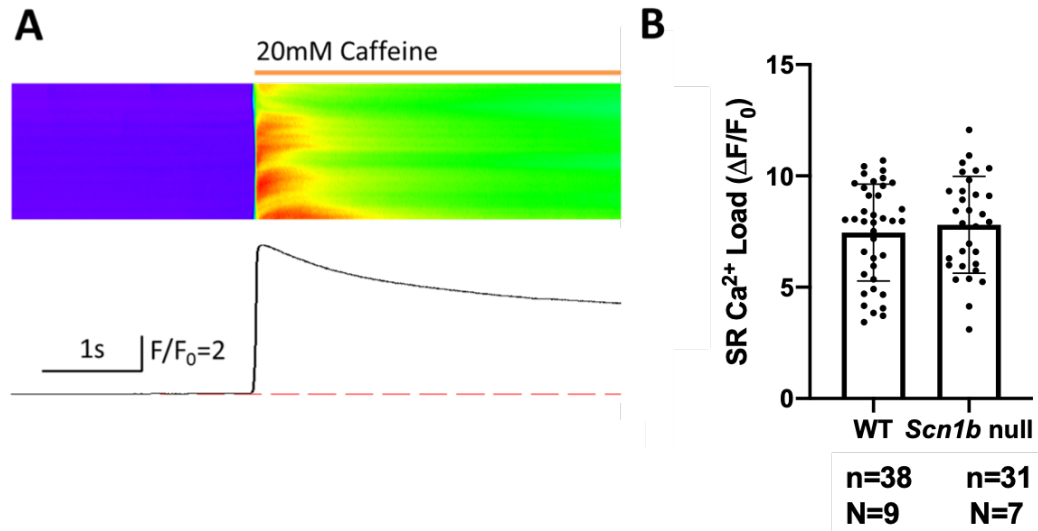 A
20mM Caffeine
1s
F/F₀=2
B
SR Ca²⁺ Load (ΔF/F₀)
15
10
5
0
WT Scn1b null
n=38 n=31
N=9 N=7